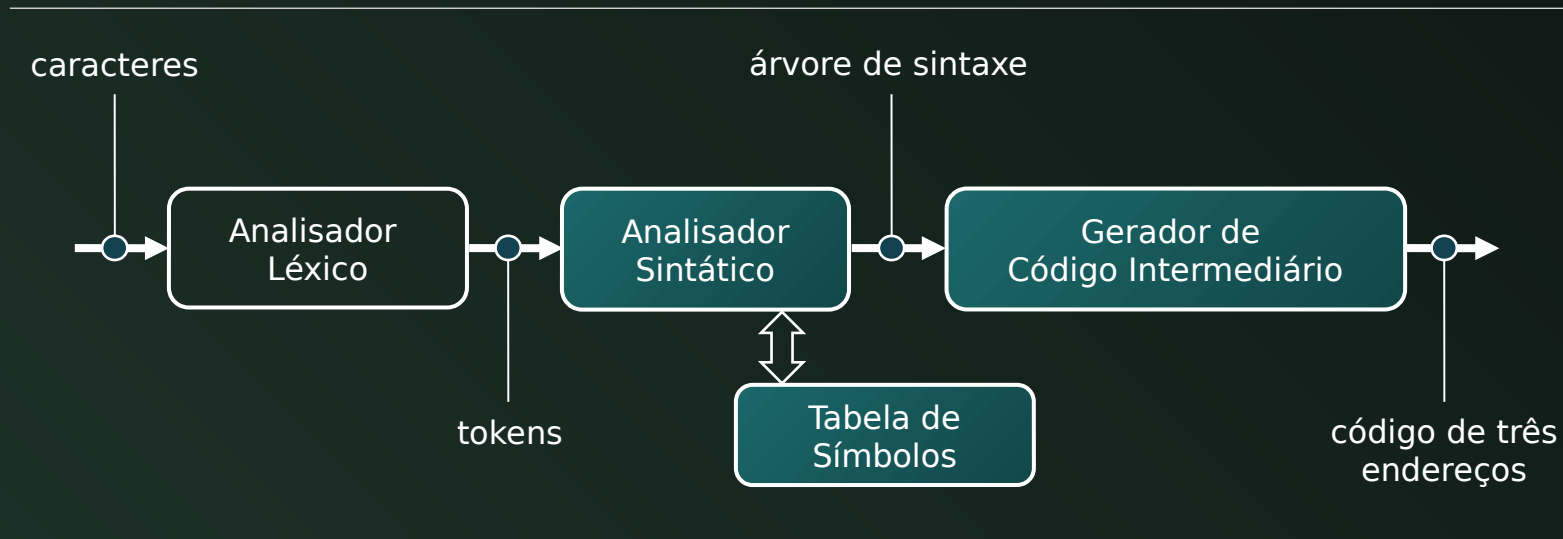 caracteres
árvore de sintaxe
Analisador
Léxico
Analisador
Sintático
Gerador de
Código Intermediário
tokens
Tabela de
Símbolos
código de três
endereços